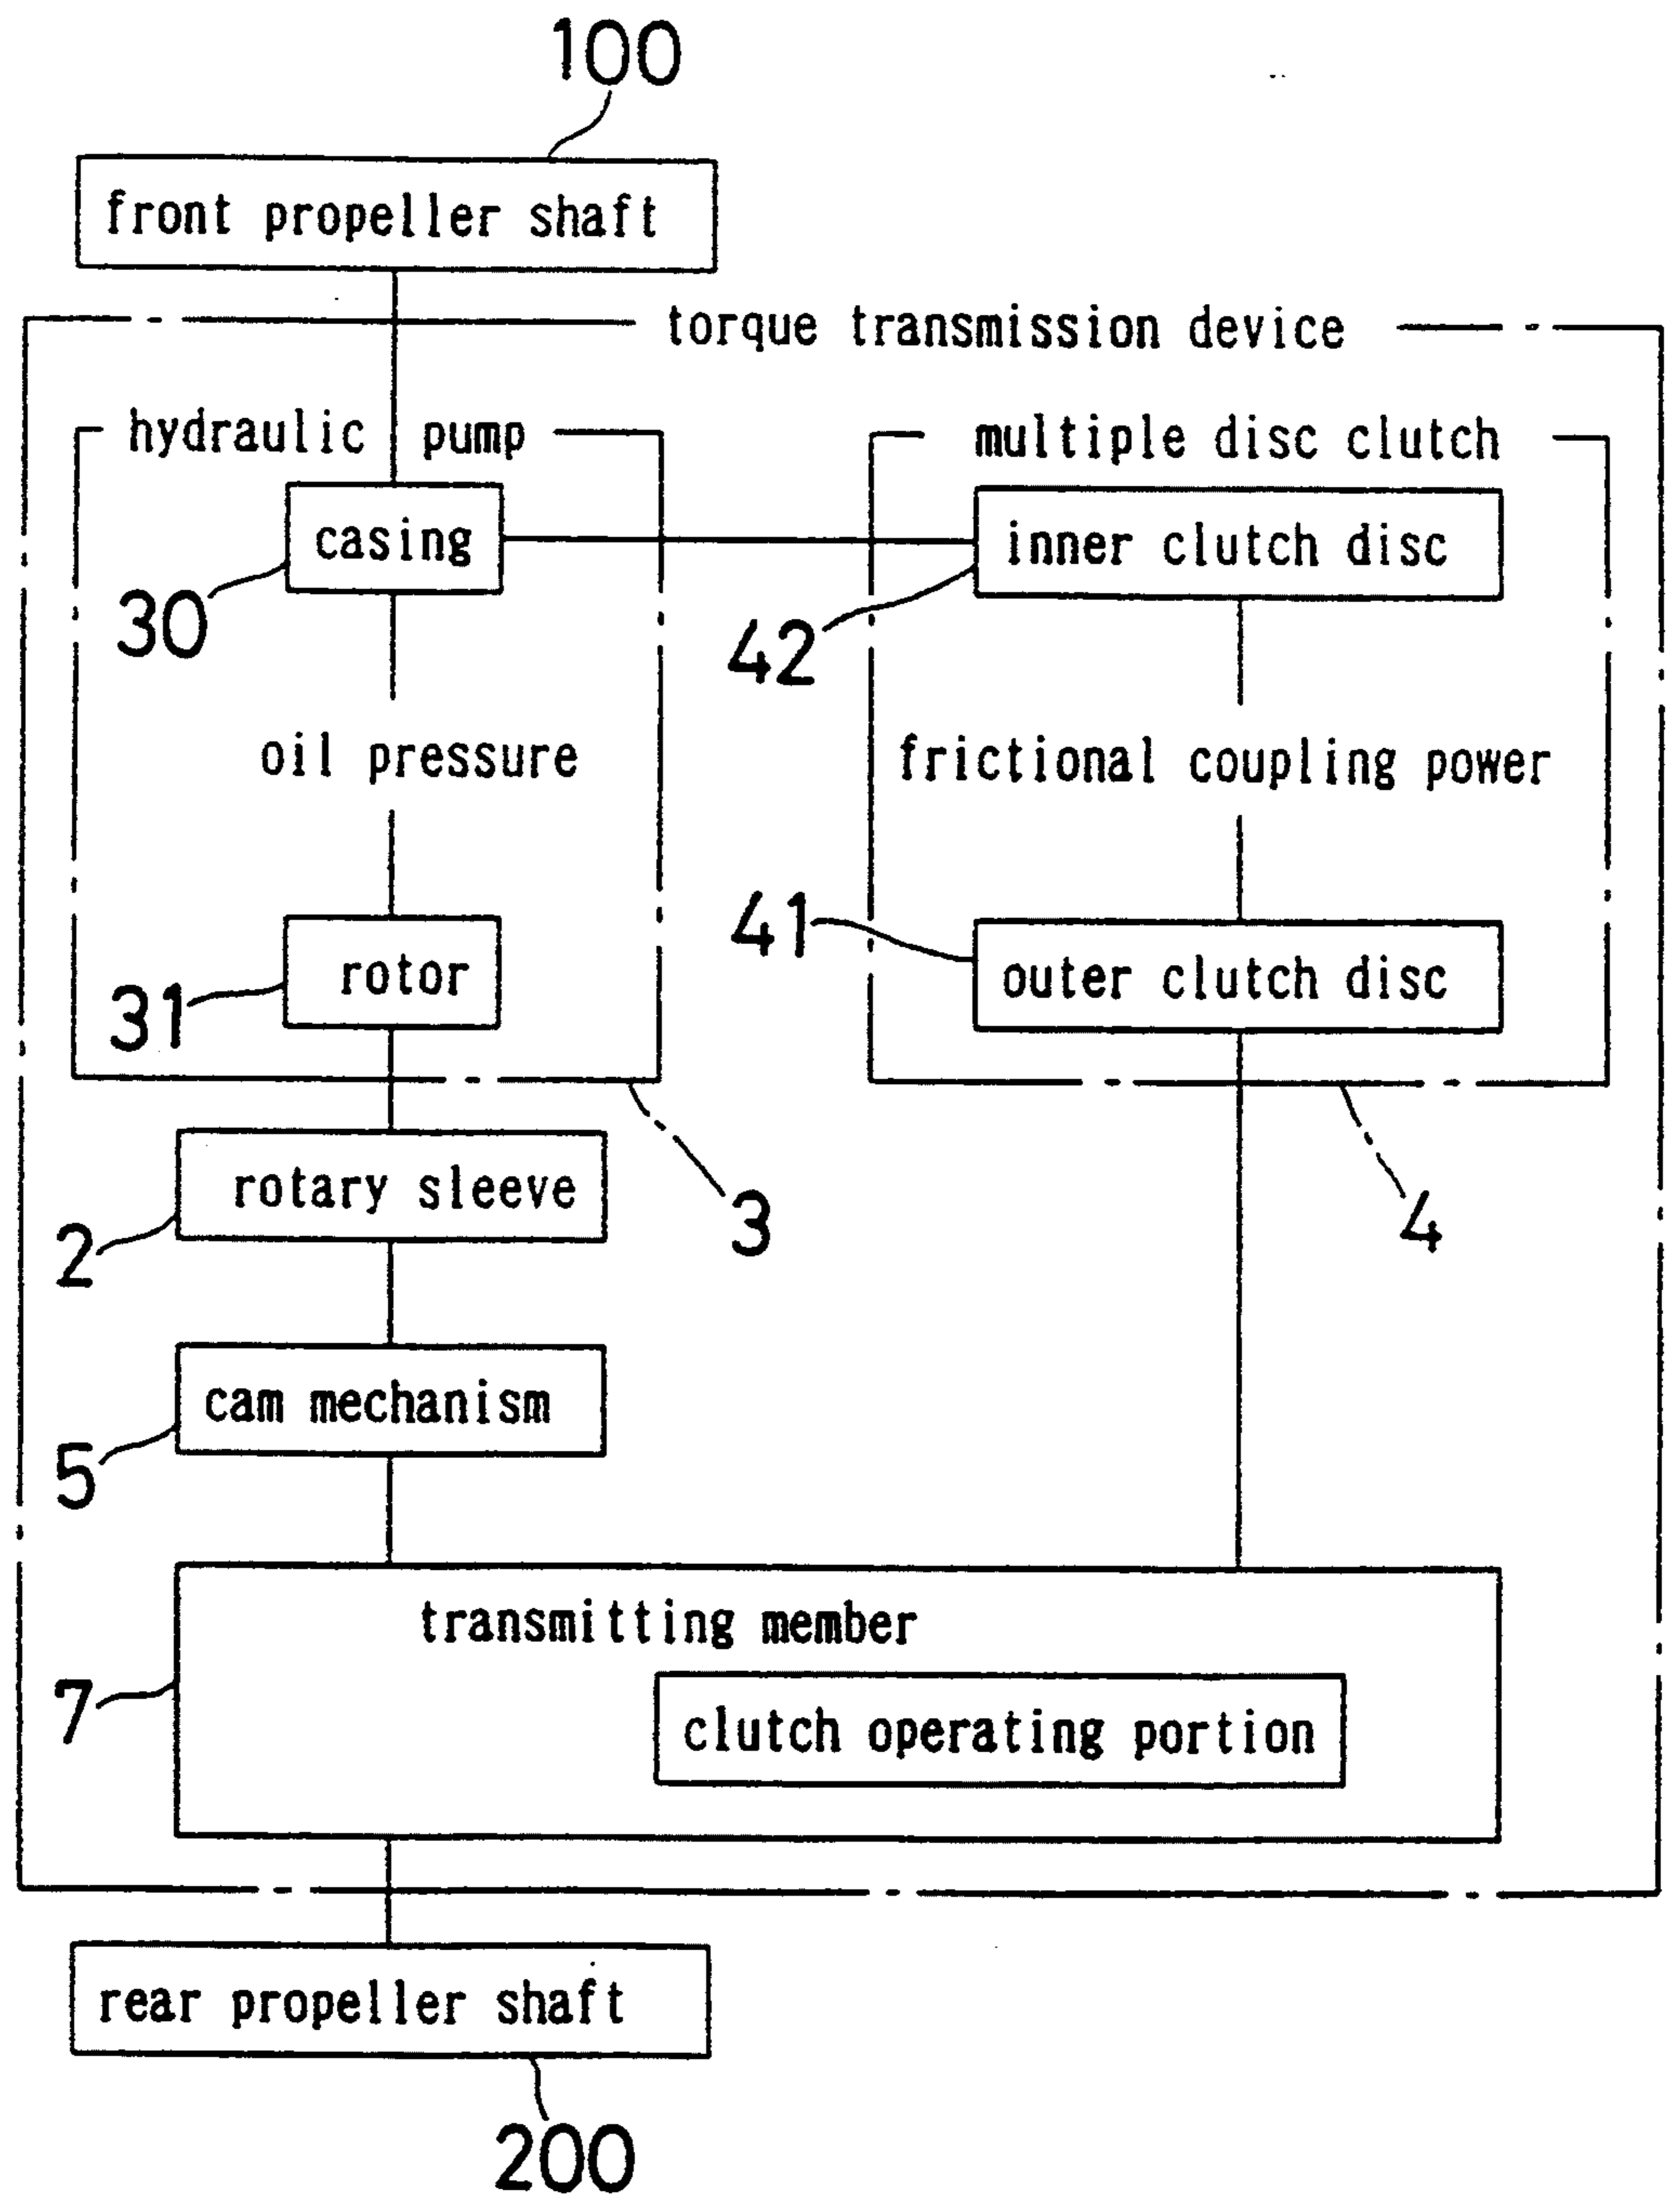 100
front propeller shaft
torque transmission device
hydraulic pump
multiple disc clutch
casing
inner clutch disc
30
42
oil pressure
frictional coupling power
41
rotor
outer clutch disc
31
rotary sleeve
3
4
2
cam mechanism
5
transmitting member
7
clutch operating portion
rear propeller shaft
200